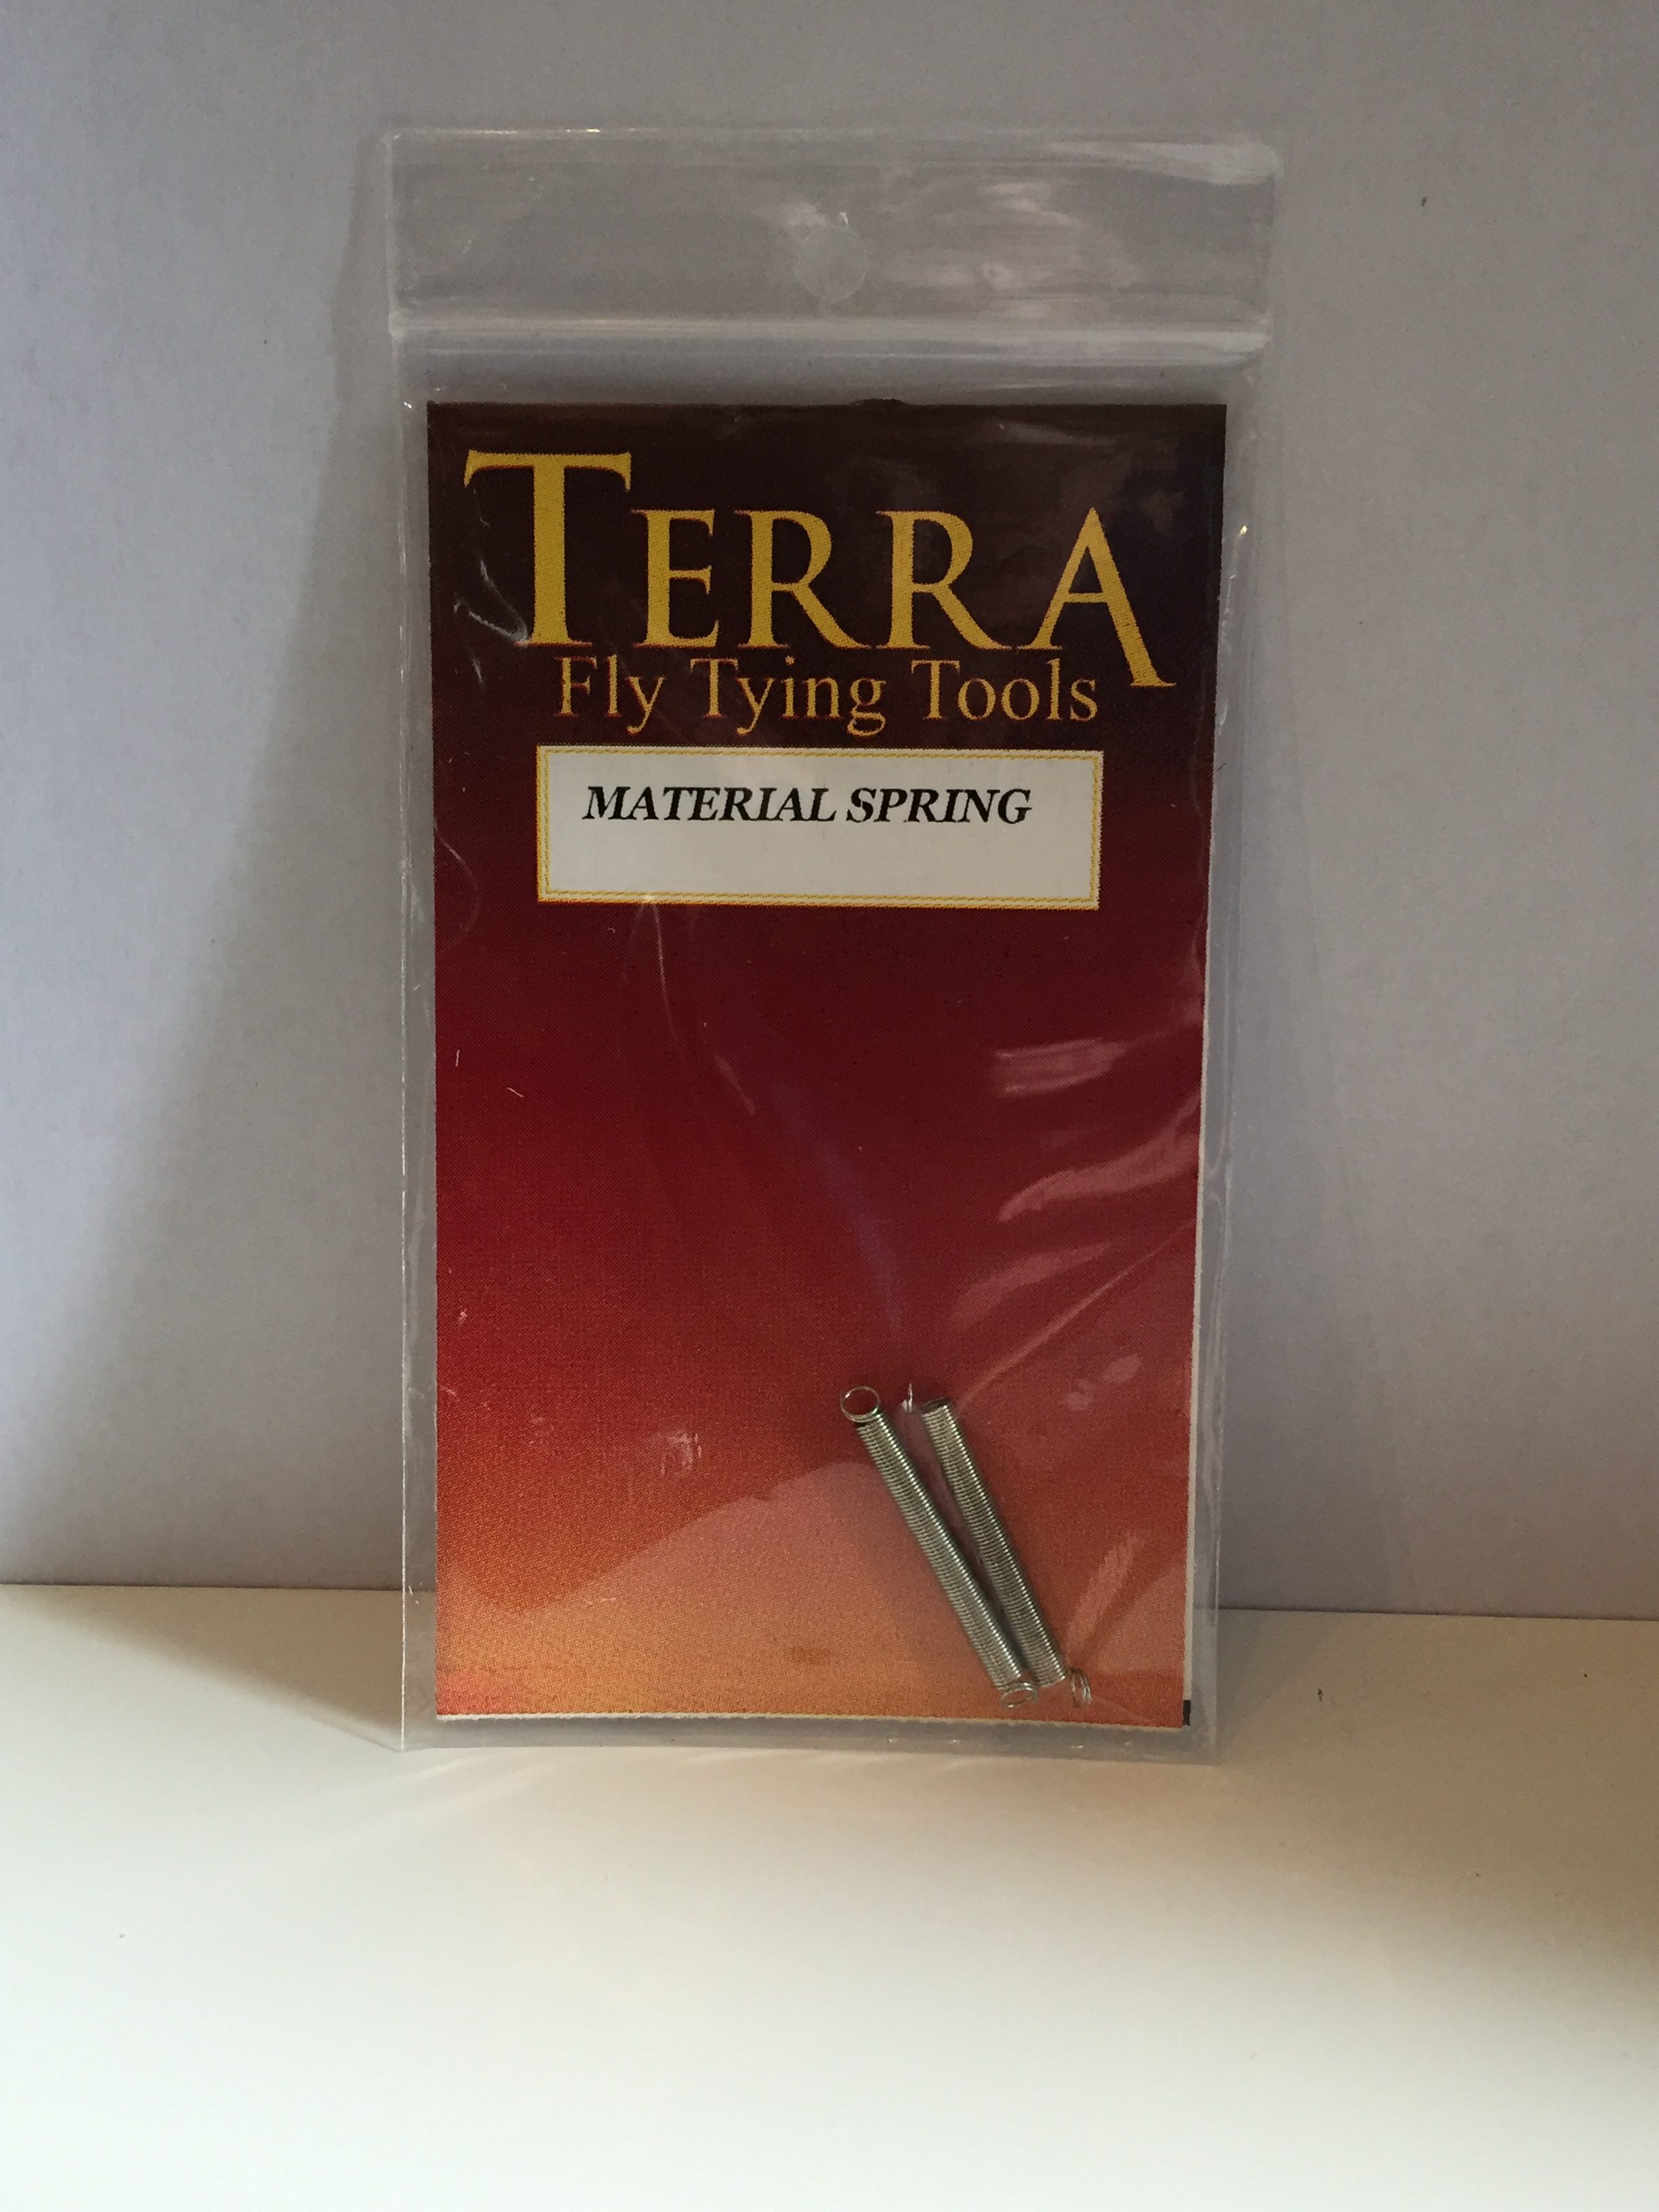 TERRA
Fly Tying Tools
MATERIAL SPRING